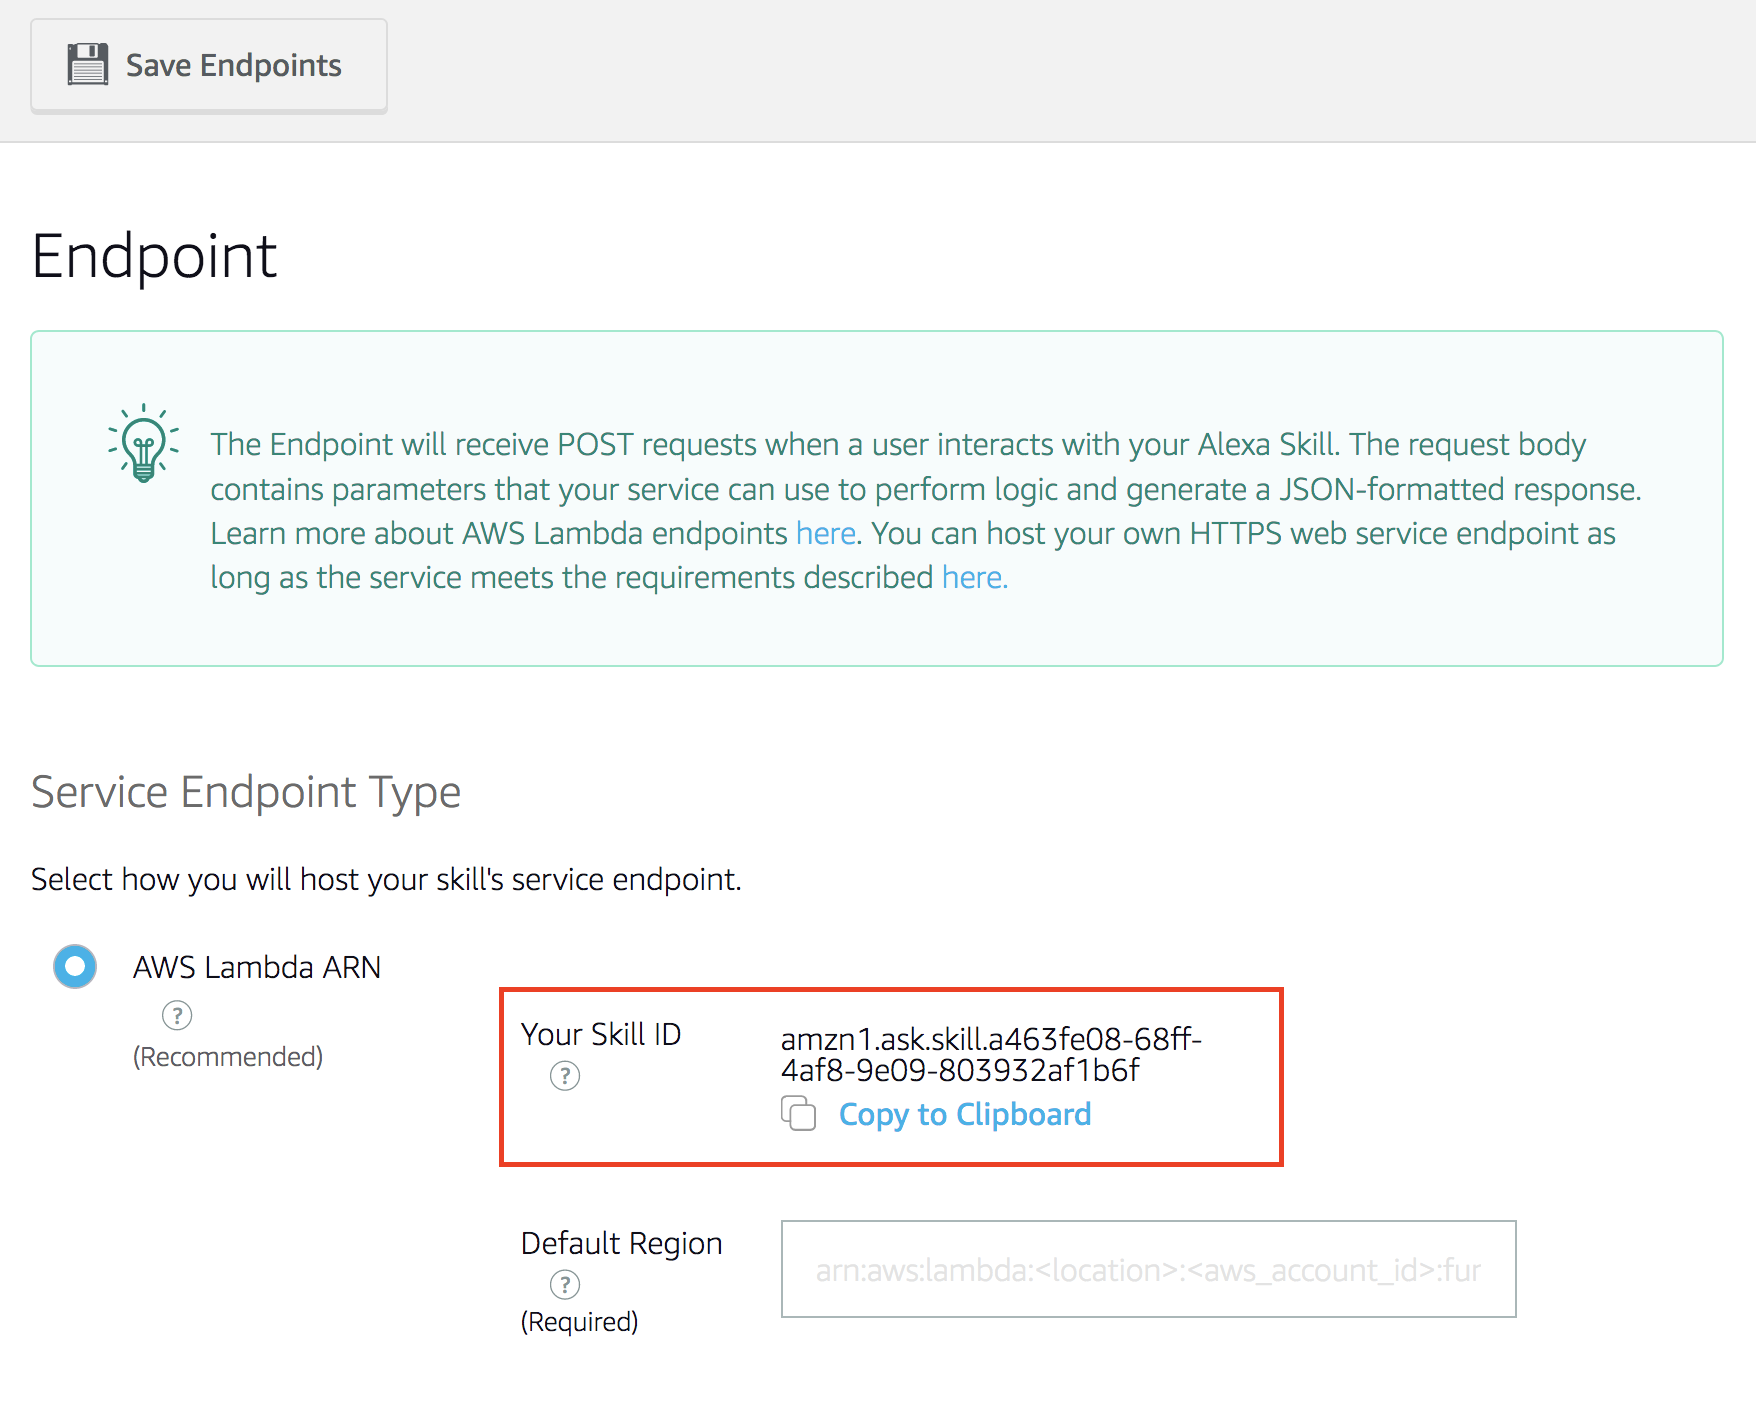 Save Endpoints
Endpoint
The Endpoint will receive POST requests when a user interacts with your Alexa Skill. The request body
contains parameters that your service can use to perform logic and generate a JSON-formatted response.
Learn more about AWS Lambda endpoints here. You can host your own HTTPS web service endpoint as
long as the service meets the requirements described here.
Service Endpoint Type
Select how you will host your skill's service endpoint.
AWS Lambda ARN
?
(Recommended)
Your Skill ID
?
amzn1.ask.skill.a463fe08-68ff-
4af8-9e09-803932af1b6f
Copy to Clipboard
Default Region
?
(Required)
arn:aws:lambda:<location>:<aws_account_id>:fur